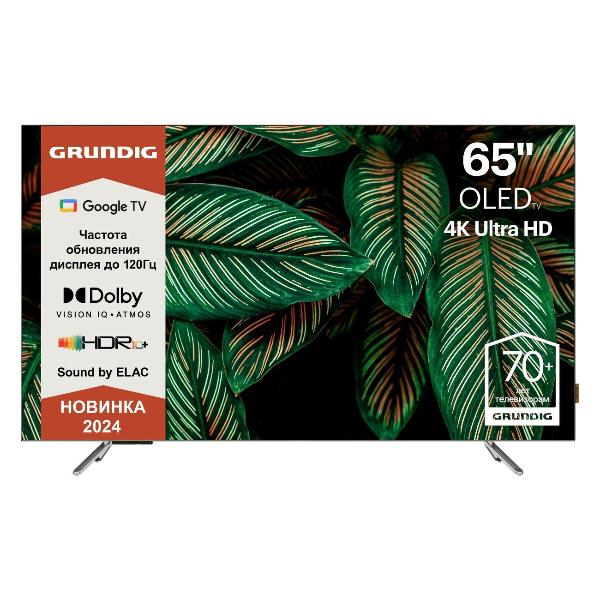 GRUNDIG
Google TV
Частота
обновления
дисплея до 120Гц
Dolby
VISION IQ•ATMOS
HDR10+
Sound by ELAC
НОВИНКА
2024
65"
OLED TV
4K Ultra HD
70+
лет
телевизорам
GRUNDIG